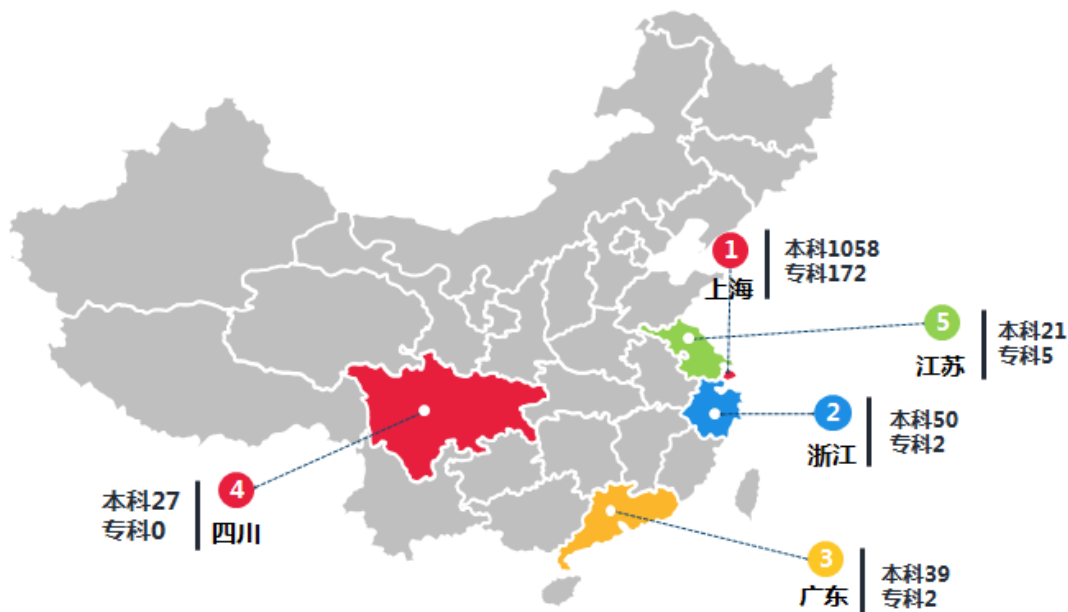 1
上海
本科1058
专科172
5
江苏
本科21
专科5
2
浙江
本科50
专科2
4
四川
本科27
专科0
3
广东
本科39
专科2